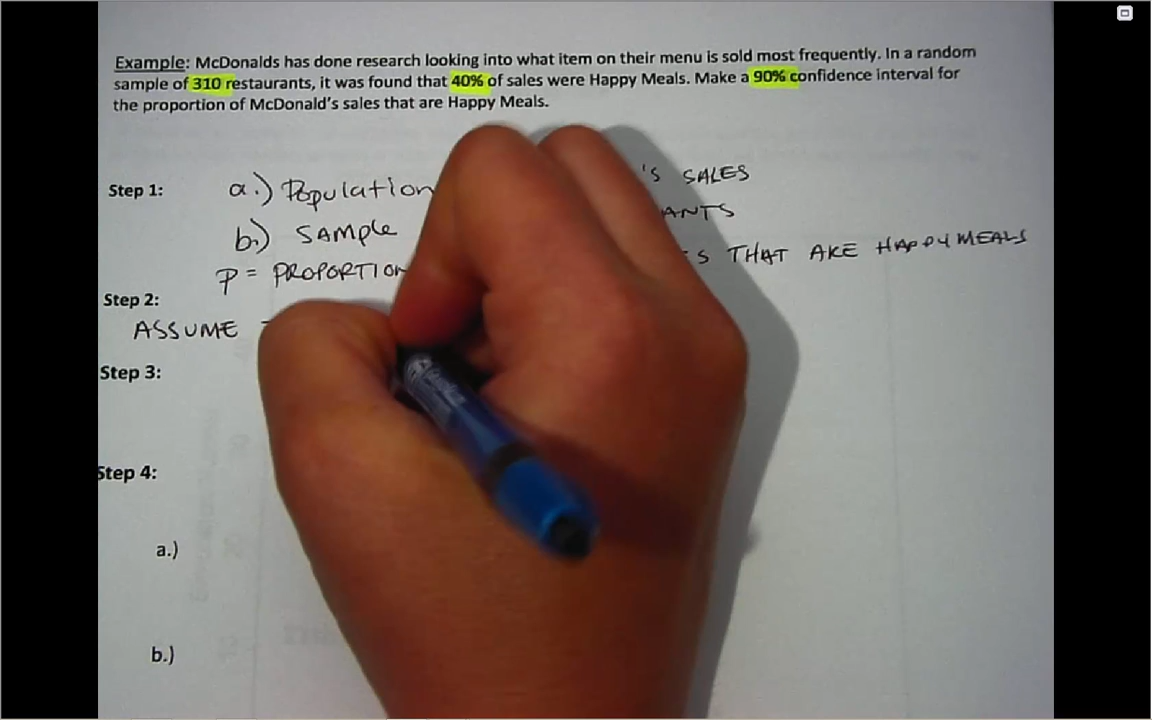 Example: McDonalds has done research looking into what item on their menu is sold most frequently. In a random
sample of 310 restaurants, it was found that 40% of sales were Happy Meals. Make a 90% confidence interval for
the proportion of McDonald's sales that are Happy Meals.
Step 1: a.) Population 's SALES
b.) SAMPLE ANTS
P = PROPORTION S THAT ARE HAPPY MEALS
Step 2:
ASSUME
Step 3:
Step 4:
a.)
b.)